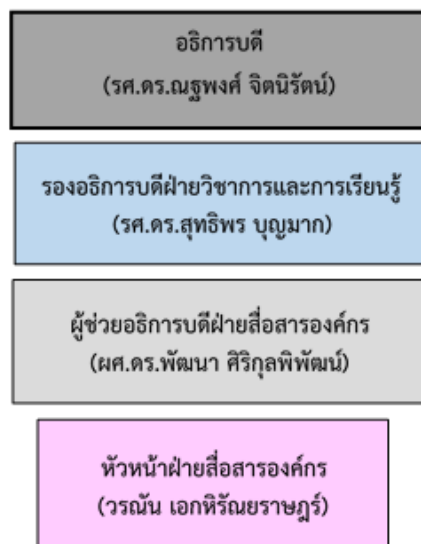 อธิการบดี
(รศ.ดร.ณฐพงศ์ จิตนิรัตน์)
รองอธิการบดีฝ่ายวิชาการและการเรียนรู้
(รศ.ดร.สุทธิพร บุญมาก)
ผู้ช่วยอธิการบดีฝ่ายสื่อสารองค์กร
(ผศ.ดร.พัฒนา ศิริกุลพิพัฒน์)
หัวหน้าฝ่ายสื่อสารองค์กร
(วรณัน เอกหิรัณยราษฎร์)